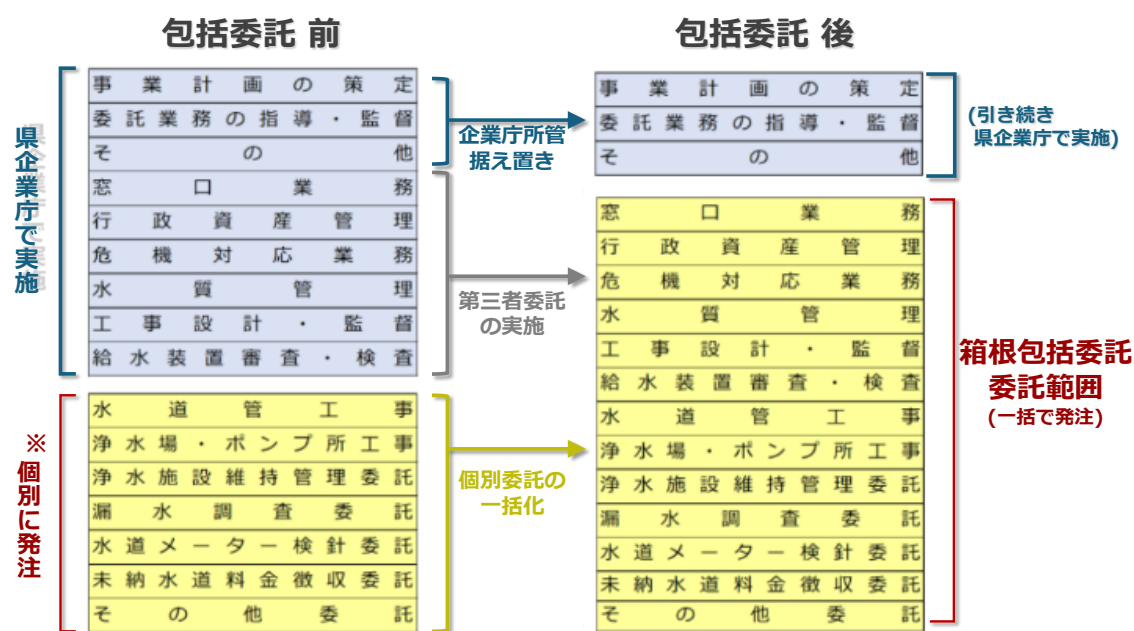 包括委託 前
県企業庁で実施
事業計画の策定
委託業務の指導・監督
その他
窓口業務
行政資産管理
危機対応業務
水質管理
工事設計・監督
給水装置審査・検査
※個別に発注
水道管工事
浄水場・ポンプ所工事
浄水施設維持管理委託
漏水調査委託
水道メーター検針委託
未納水道料金徴収委託
その他委託
企業庁所管
据え置き
第三者委託
の実施
個別委託の
一括化
包括委託 後
事業計画の策定
委託業務の指導・監督
その他
(引き続き
県企業庁で実施)
窓口業務
行政資産管理
危機対応業務
水質管理
工事設計・監督
給水装置審査・検査
水道管工事
浄水場・ポンプ所工事
浄水施設維持管理委託
漏水調査委託
水道メーター検針委託
未納水道料金徴収委託
その他委託
箱根包括委託
委託範囲
(一括で発注)